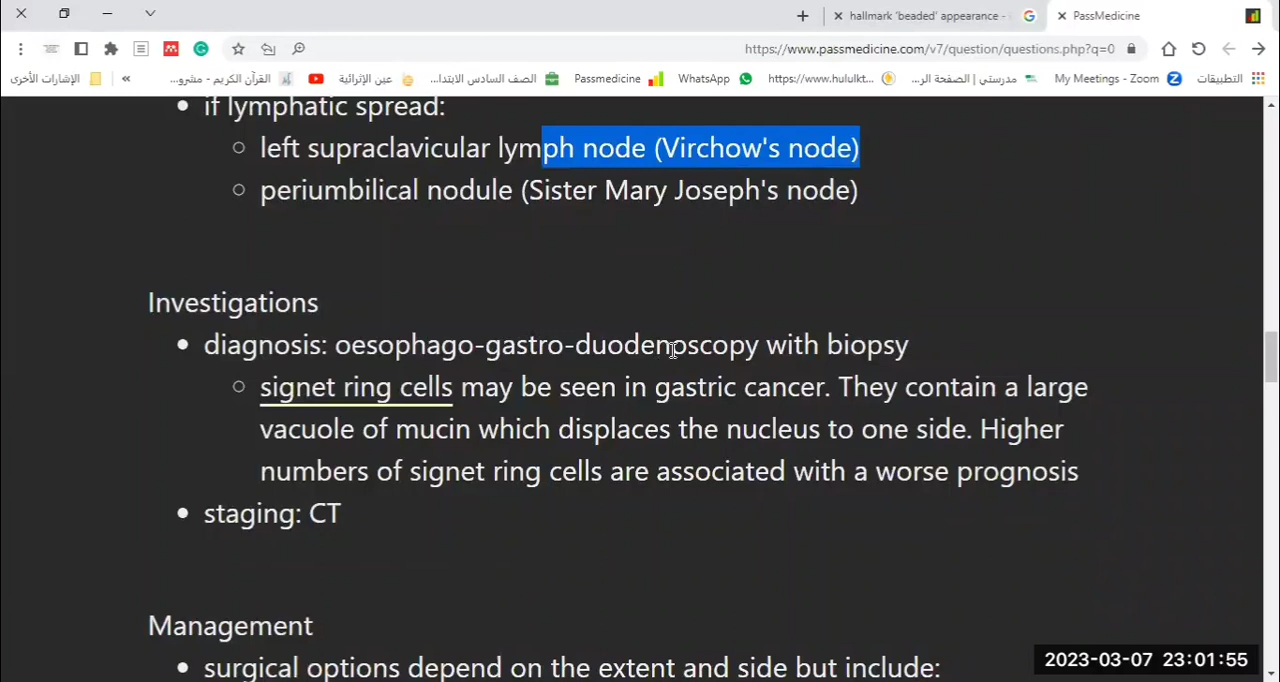 hallmark 'beaded' appearance -
PassMedicine
https://www.passmedicine.com/v7/question/questions.php?q=0
الإشارات الأخرى
»
القرآن الكريم - مشرو...
عين الإثرائية
الصف السادس الابتدا...
Passmedicine
WhatsApp
https://www.hululkt...
مدرستي | الصفحة الر...
My Meetings - Zoom
التطبيقات
if lymphatic spread:
left supraclavicular lymph node (Virchow's node)
periumbilical nodule (Sister Mary Joseph's node)
Investigations
diagnosis: oesophago-gastro-duodenoscopy with biopsy
signet ring cells may be seen in gastric cancer. They contain a large
vacuole of mucin which displaces the nucleus to one side. Higher
numbers of signet ring cells are associated with a worse prognosis
staging: CT
Management
surgical options depend on the extent and side but include:
2023-03-07 23:01:55